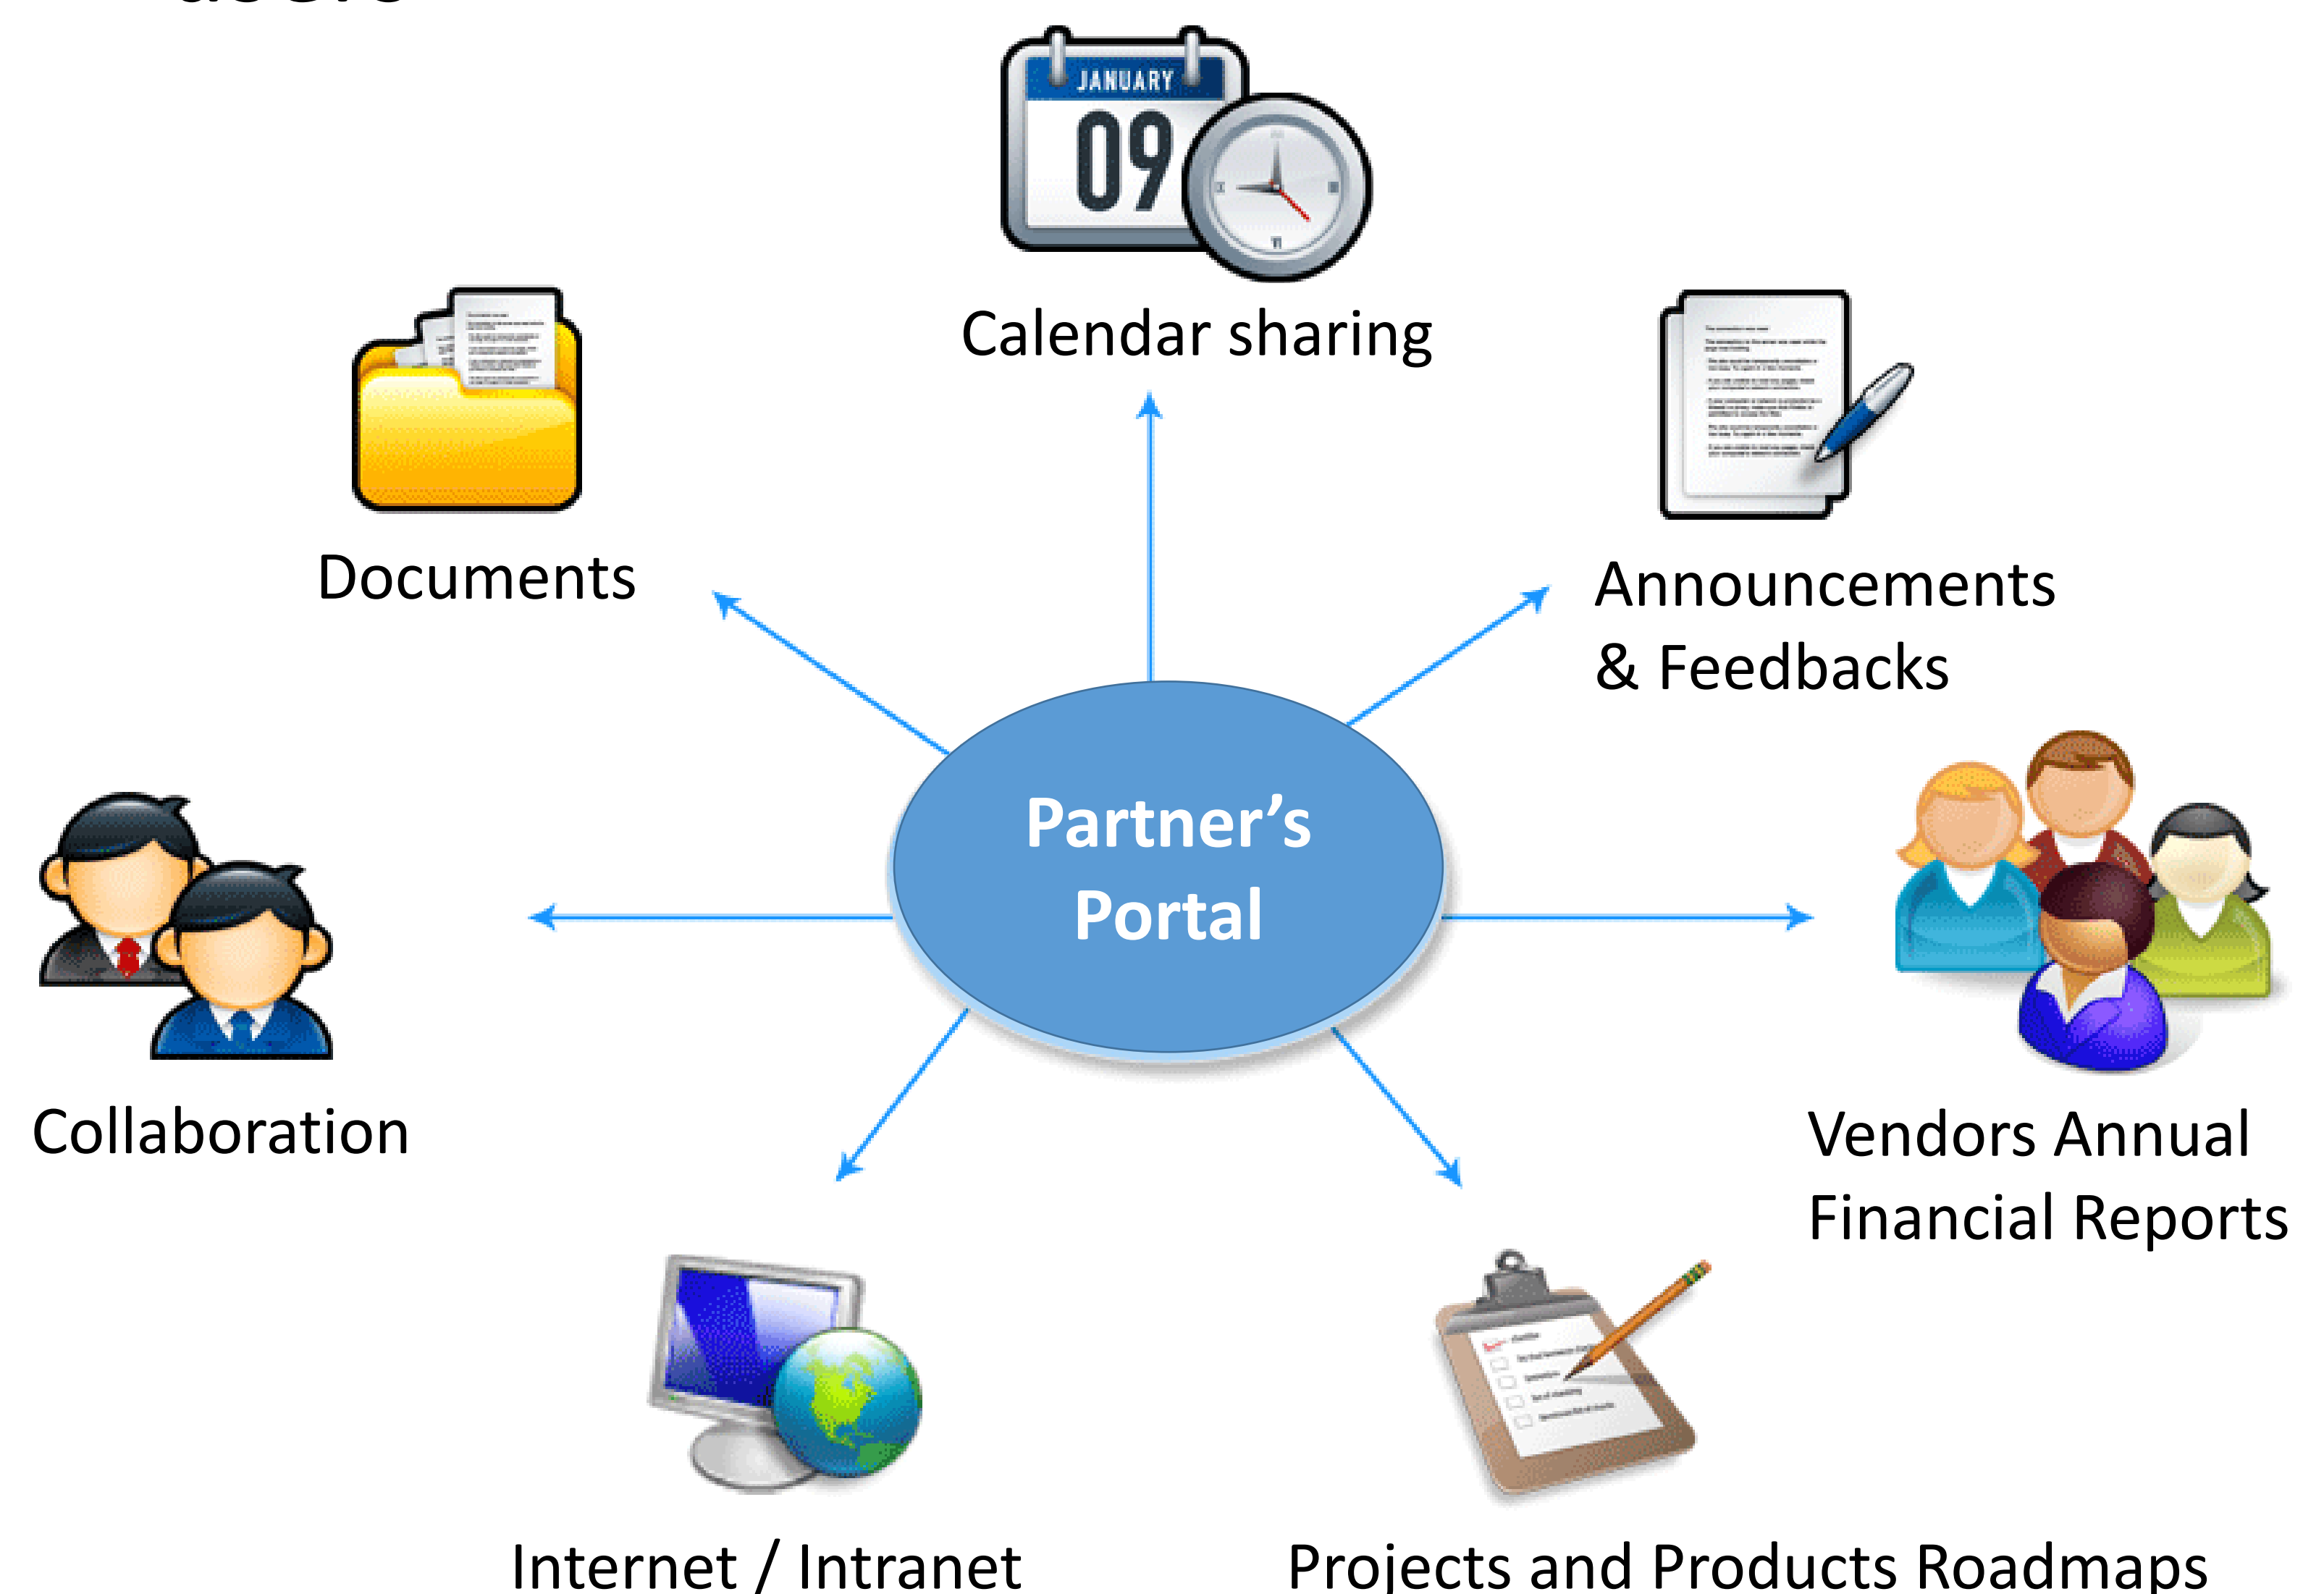 JANUARY
09
Calendar sharing
Documents
Announcements
& Feedbacks
Partner’s
Portal
Collaboration
Vendors Annual
Financial Reports
Internet / Intranet
Projects and Products Roadmaps